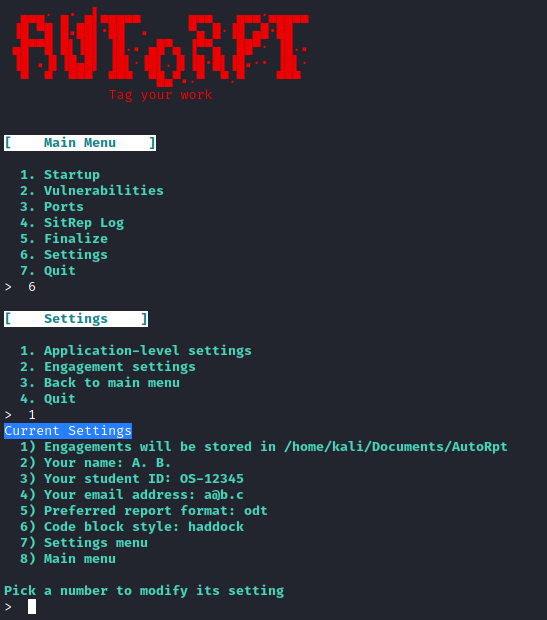 AUTORPT
Tag your work
[    Main Menu    ]
1. Startup
2. Vulnerabilities
3. Ports
4. SitRep Log
5. Finalize
6. Settings
7. Quit
>  6
[    Settings    ]
1. Application-level settings
2. Engagement settings
3. Back to main menu
4. Quit
>  1
Current Settings
1) Engagements will be stored in /home/kali/Documents/AutoRpt
2) Your name: A. B.
3) Your student ID: OS-12345
4) Your email address: a@b.c
5) Preferred report format: odt
6) Code block style: haddock
7) Settings menu
8) Main menu
Pick a number to modify its setting
>